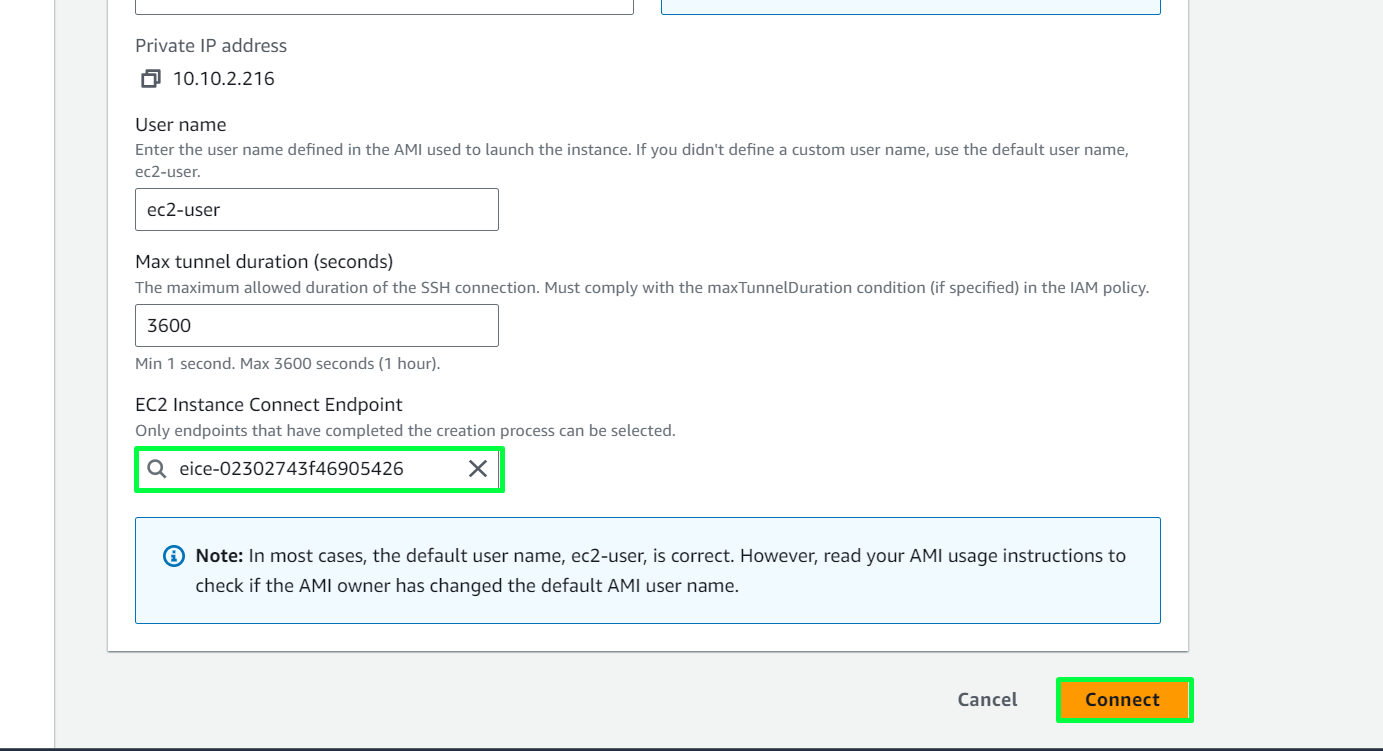 Private IP address
10.10.2.216
User name
Enter the user name defined in the AMI used to launch the instance. If you didn't define a custom user name, use the default user name,
ec2-user.
ec2-user
Max tunnel duration (seconds)
The maximum allowed duration of the SSH connection. Must comply with the maxTunnelDuration condition (if specified) in the IAM policy.
3600
Min 1 second. Max 3600 seconds (1 hour).
EC2 Instance Connect Endpoint
Only endpoints that have completed the creation process can be selected.
eice-02302743f46905426
Note: In most cases, the default user name, ec2-user, is correct. However, read your AMI usage instructions to
check if the AMI owner has changed the default AMI user name.
Cancel
Connect